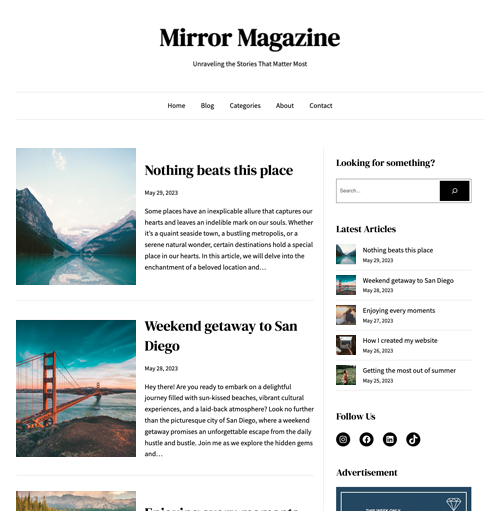 Mirror Magazine
Unraveling the Stories That Matter Most
Home Blog Categories About Contact
Nothing beats this place
May 29, 2023
Some places have an inexplicable allure that captures our
hearts and leaves an indelible mark on our souls. Whether
it's a quaint seaside town, a bustling metropolis, or a
serene natural wonder, certain destinations hold a special
place in our hearts. In this article, we will delve into the
enchantment of a beloved location and…
Weekend getaway to San
Diego
May 28, 2023
Hey there! Are you ready to embark on a delightful
journey filled with sun-kissed beaches, vibrant cultural
experiences, and a laid-back atmosphere? Look no further
than the picturesque city of San Diego, where a weekend
getaway promises an unforgettable escape from the daily
hustle and bustle. Join me as we explore the hidden gems
and…
Enjoying every moments
Looking for something?
Search...
Latest Articles
Nothing beats this place
May 29, 2023
Weekend getaway to San Diego
May 28, 2023
Enjoying every moments
May 27, 2023
How I created my website
May 26, 2023
Getting the most out of summer
May 25, 2023
Follow Us
Advertisement
THIS WEEK ONLY